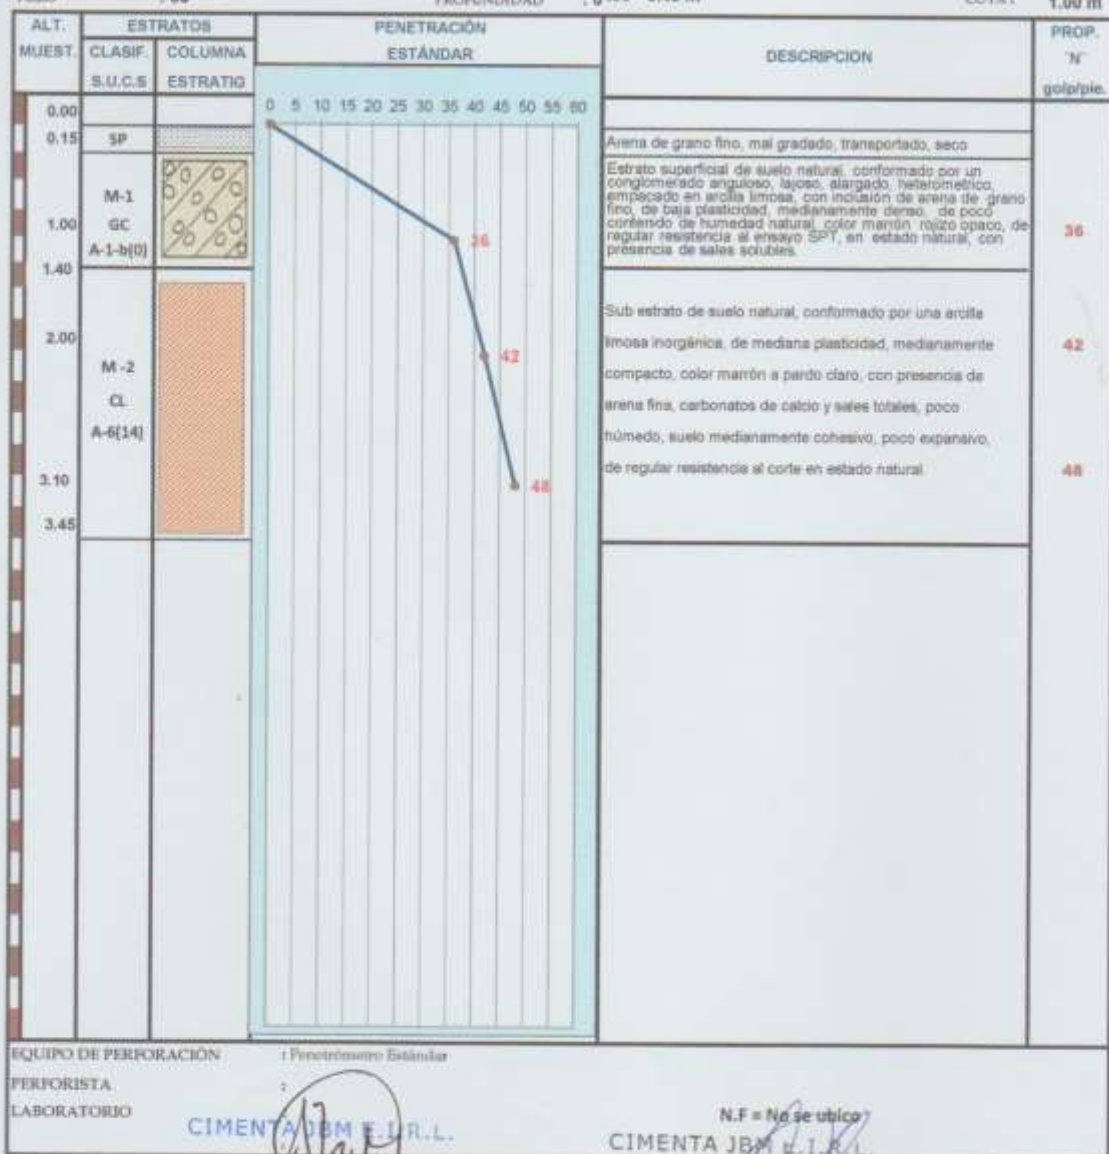 PROFUNDIDAD
1.00 m
ALT.
MUEST.
ESTRATOS
CLASIF.
S.U.C.S
COLUMNA
ESTRATIG
PENETRACIÓN
ESTÁNDAR
DESCRIPCION
PROP.
"N"
golp/pie.
0 5 10 15 20 25 30 35 40 45 50 55 60
0.00
0.15
SP
Arena de grano fino, mal gradado, transportado, seco
M-1
GC
A-1-b(0)
1.00
1.40
36
Estrato superficial de suelo natural, conformado por un
conglomerado anguloso, lajoso, alargado, heterometrico,
empacado en arcilla limosa, con inclusión de arena de grano
fino, de baja plasticidad, medianamente denso, de poco
contenido de humedad natural, color marrón rojizo opaco, de
regular resistencia al ensayo SPT, en estado natural, con
presencia de sales solubles.
36
2.00
M -2
CL
A-6(14)
3.10
3.45
42
48
Sub estrato de suelo natural, conformado por una arcilla
limosa inorgánica, de mediana plasticidad, medianamente
compacto, color marrón a pardo claro, con presencia de
arena fina, carbonatos de calcio y sales totales, poco
húmedo, suelo medianamente cohesivo, poco expansivo,
de regular resistencia al corte en estado natural
42
48
EQUIPO DE PERFORACIÓN : Penetrómetro Estándar
PERFORISTA :
LABORATORIO
N.F = No se ubico
CIMENTA JBM E.I.R.L.
CIMENTA JBM E.I.R.L.